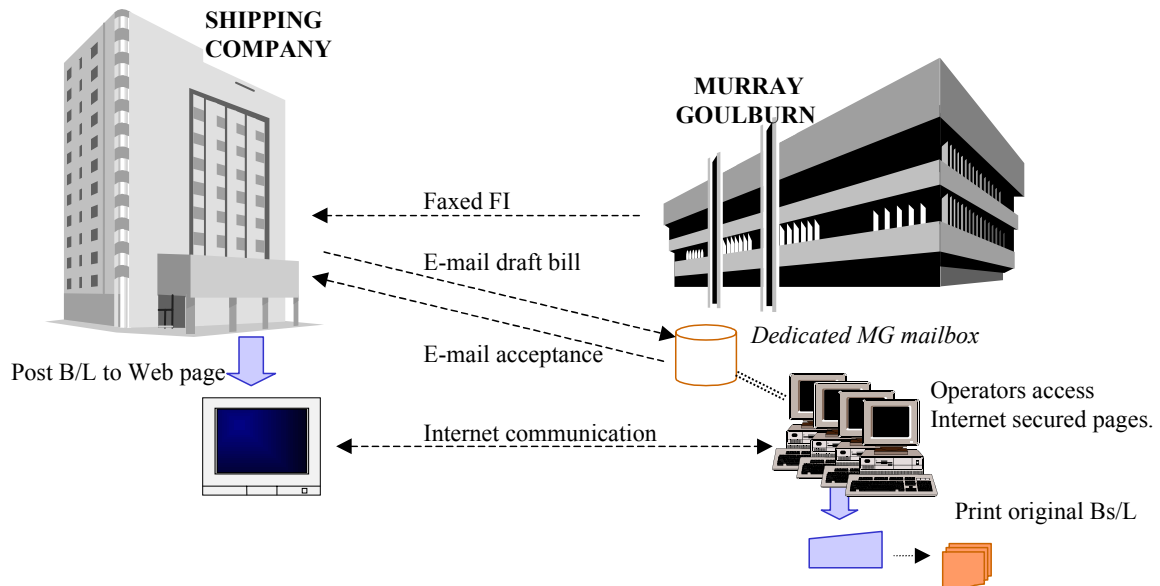 SHIPPING
COMPANY
MURRAY
GOULBURN
Faxed FI
E-mail draft bill
Dedicated MG mailbox
E-mail acceptance
Post B/L to Web page
Operators access
Internet secured pages.
Internet communication
Print original Bs/L